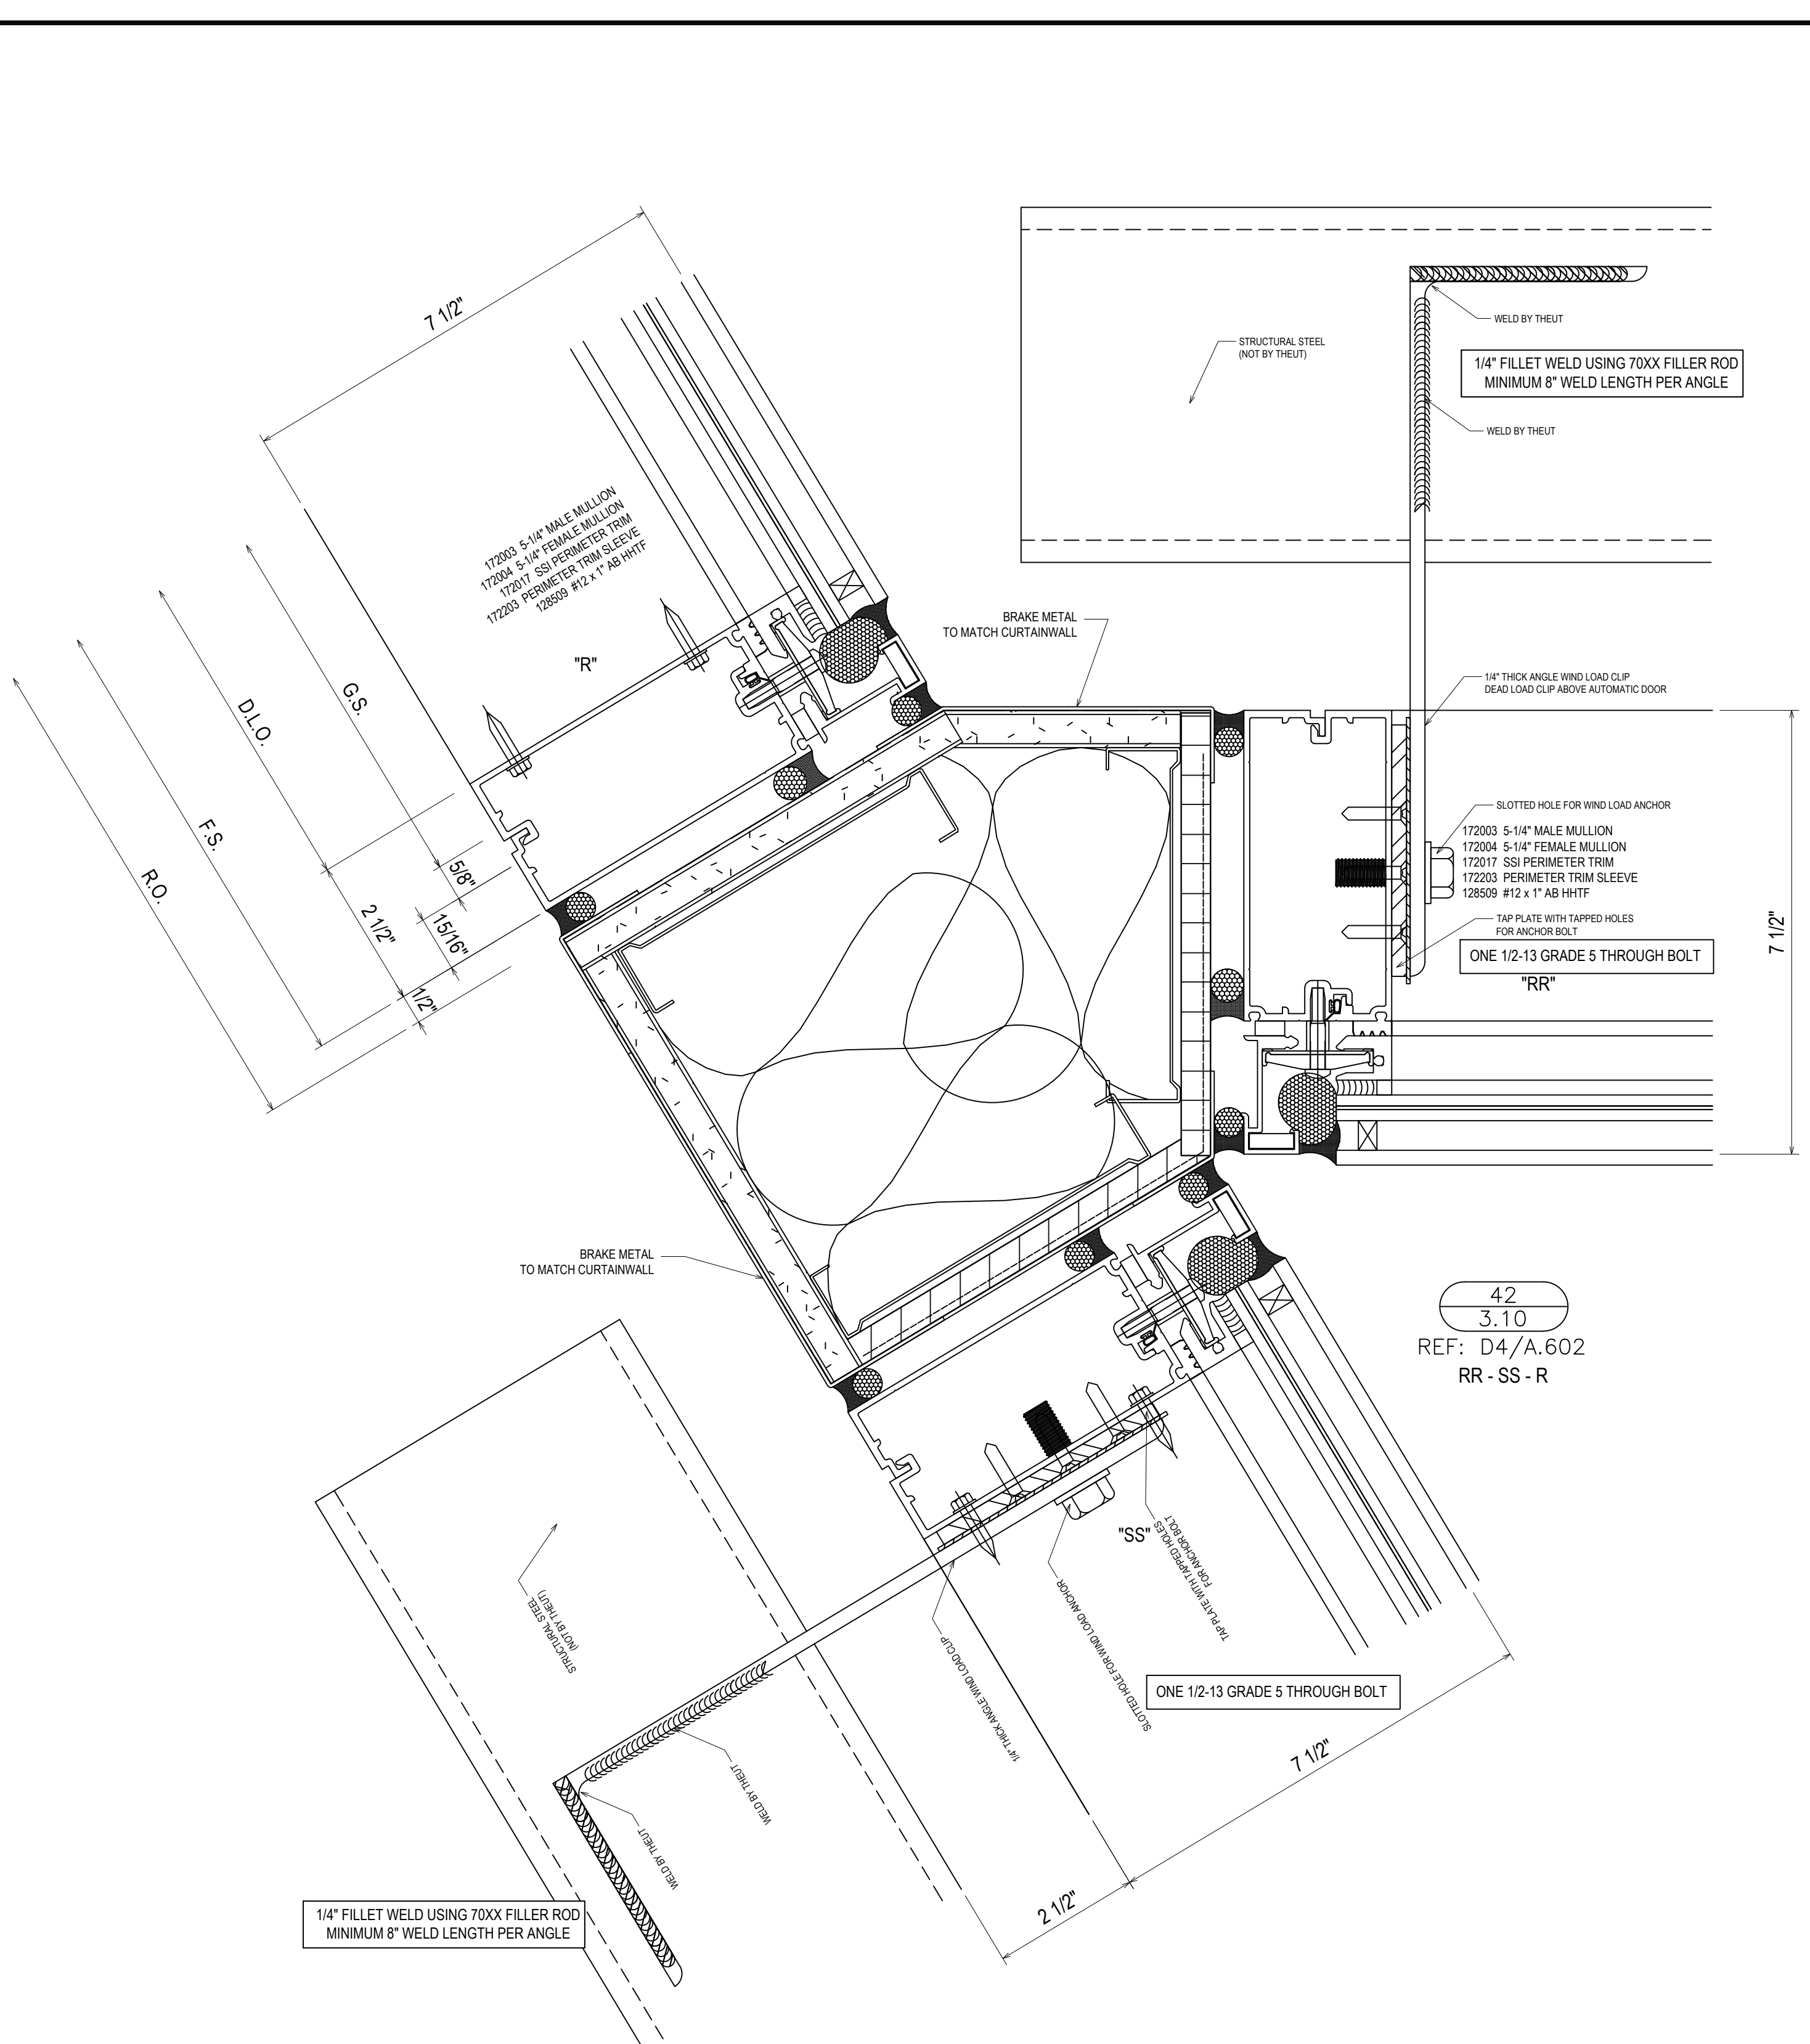 7 1/2"
STRUCTURAL STEEL
(NOT BY THEUT)
WELD BY THEUT
1/4" FILLET WELD USING 70XX FILLER ROD
MINIMUM 8" WELD LENGTH PER ANGLE
WELD BY THEUT
172003 5-1/4" MALE MULLION
172004 5-1/4" FEMALE MULLION
172017 SSI PERIMETER TRIM
172203 PERIMETER TRIM SLEEVE
128509 #12 x 1" AB HHTF
"R"
BRAKE METAL
TO MATCH CURTAINWALL
1/4" THICK ANGLE WIND LOAD CLIP
DEAD LOAD CLIP ABOVE AUTOMATIC DOOR
G.S.
D.L.O.
F.S.
R.O.
5/8"
15/16"
2 1/2"
1/2"
SLOTTED HOLE FOR WIND LOAD ANCHOR
172003 5-1/4" MALE MULLION
172004 5-1/4" FEMALE MULLION
172017 SSI PERIMETER TRIM
172203 PERIMETER TRIM SLEEVE
128509 #12 x 1" AB HHTF
TAP PLATE WITH TAPPED HOLES
FOR ANCHOR BOLT
ONE 1/2-13 GRADE 5 THROUGH BOLT
"RR"
7 1/2"
BRAKE METAL
TO MATCH CURTAINWALL
42
3.10
REF: D4/A.602
RR - SS - R
"SS"
TAP PLATE WITH TAPPED HOLES
FOR ANCHOR BOLT
SLOTTED HOLE FOR WIND LOAD ANCHOR
1/4" THICK ANGLE WIND LOAD CLIP
STRUCTURAL STEEL
(NOT BY THEUT)
ONE 1/2-13 GRADE 5 THROUGH BOLT
7 1/2"
WELD BY THEUT
WELD BY THEUT
2 1/2"
1/4" FILLET WELD USING 70XX FILLER ROD
MINIMUM 8" WELD LENGTH PER ANGLE